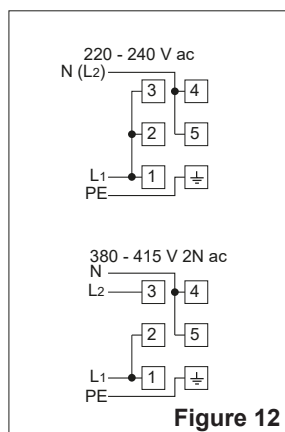 220 - 240 V ac
N (L2)
3 4
2 5
L1 1
PE
380 - 415 V 2N ac
N
L2 3 4
2 5
L1 1
PE
Figure 12